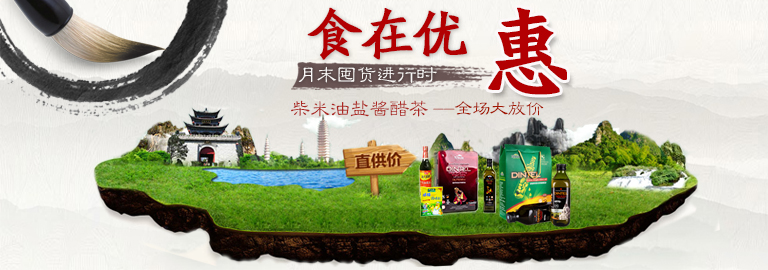 食在优惠
月末囤货进行时
柴米油盐酱醋茶 — 全场大放价
直供价